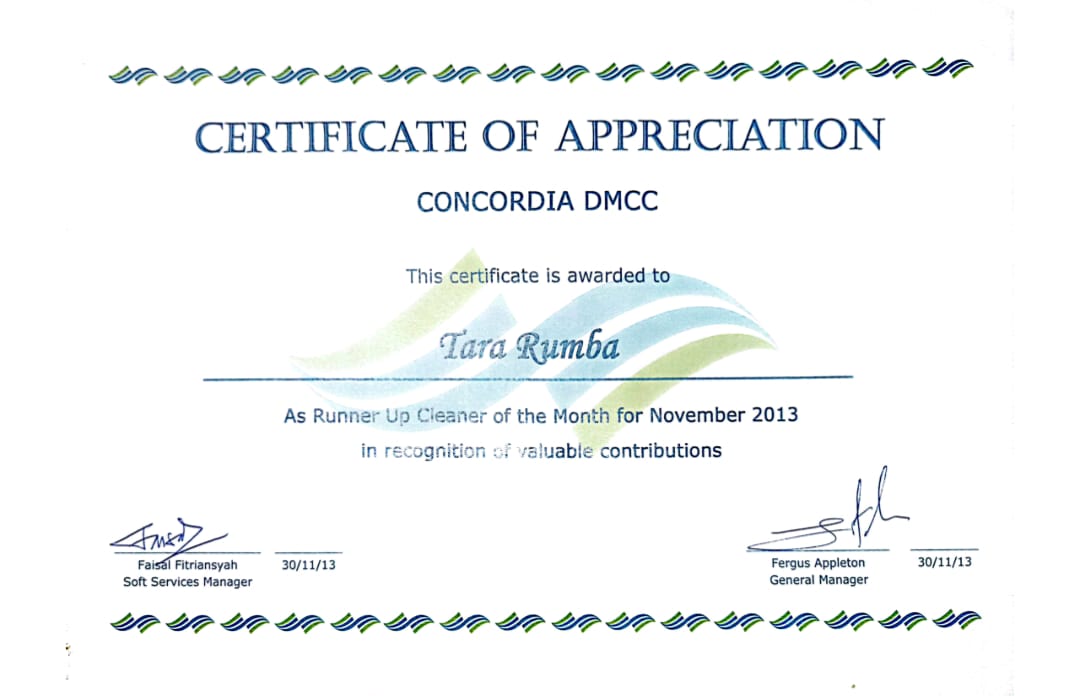 CERTIFICATE OF APPRECIATION
CONCORDIA DMCC
This certificate is awarded to
Tara Rumba
As Runner Up Cleaner of the Month for November 2013
in recognition of valuable contributions
Faisal Fitriansyah
Soft Services Manager
30/11/13
Fergus Appleton
General Manager
30/11/13